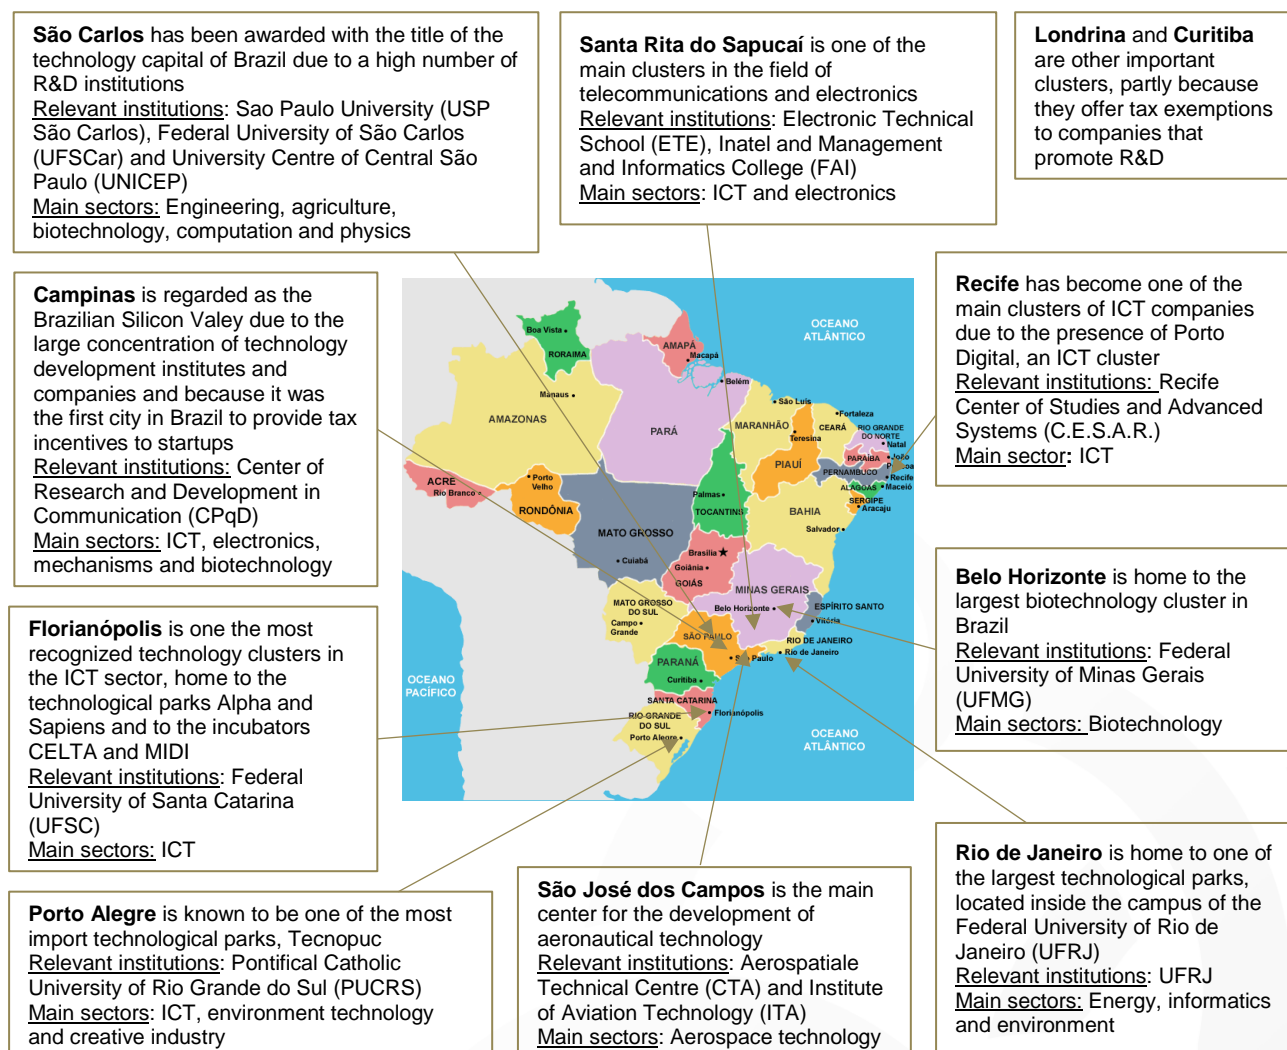 São Carlos has been awarded with the title of the
technology capital of Brazil due to a high number of
R&D institutions
Relevant institutions: Sao Paulo University (USP
São Carlos), Federal University of São Carlos
(UFSCar) and University Centre of Central São
Paulo (UNICEP)
Main sectors: Engineering, agriculture,
biotechnology, computation and physics
Santa Rita do Sapucaí is one of the
main clusters in the field of
telecommunications and electronics
Relevant institutions: Electronic Technical
School (ETE), Inatel and Management
and Informatics College (FAI)
Main sectors: ICT and electronics
Londrina and Curitiba
are other important
clusters, partly because
they offer tax exemptions
to companies that
promote R&D
Campinas is regarded as the
Brazilian Silicon Valey due to the
large concentration of technology
development institutes and
companies and because it was
the first city in Brazil to provide tax
incentives to startups
Relevant institutions: Center of
Research and Development in
Communication (CPqD)
Main sectors: ICT, electronics,
mechanisms and biotechnology
Recife has become one of the
main clusters of ICT companies
due to the presence of Porto
Digital, an ICT cluster
Relevant institutions: Recife
Center of Studies and Advanced
Systems (C.E.S.A.R.)
Main sector: ICT
Florianópolis is one the most
recognized technology clusters in
the ICT sector, home to the
technological parks Alpha and
Sapiens and to the incubators
CELTA and MIDI
Relevant institutions: Federal
University of Santa Catarina
(UFSC)
Main sectors: ICT
Belo Horizonte is home to the
largest biotechnology cluster in
Brazil
Relevant institutions: Federal
University of Minas Gerais
(UFMG)
Main sectors: Biotechnology
Porto Alegre is known to be one of the most
import technological parks, Tecnopuc
Relevant institutions: Pontifical Catholic
University of Rio Grande do Sul (PUCRS)
Main sectors: ICT, environment technology
and creative industry
São José dos Campos is the main
center for the development of
aeronautical technology
Relevant institutions: Aerospatiale
Technical Centre (CTA) and Institute
of Aviation Technology (ITA)
Main sectors: Aerospace technology
Rio de Janeiro is home to one of
the largest technological parks,
located inside the campus of the
Federal University of Rio de
Janeiro (UFRJ)
Relevant institutions: UFRJ
Main sectors: Energy, informatics
and environment
OCEANO
ATLÂNTICO
Boa Vista
RORAIMA
AMAPÁ
Macapá
Belém
Manaus
AMAZONAS
PARÁ
São Luis
MARANHÃO
Teresina
Fortaleza
CEARÁ
RIO GRANDE
DO NORTE
Natal
PARAÍBA
João
Pessoa
PIAUÍ
PERNAMBUCO
Recife
ALAGOAS
Maceió
SERGIPE
Aracaju
ACRE
Rio Branco
Porto
Velho
RONDÔNIA
MATO GROSSO
Cuiabá
Palmas
TOCANTINS
BAHIA
Salvador
Brasília
Goiânia
GOIÁS
MINAS GERAIS
Belo Horizonte
ESPÍRITO SANTO
Vitória
MATO GROSSO
DO SUL
Campo
Grande
SÃO PAULO
São Paulo
RIO DE JANEIRO
Rio de Janeiro
PARANÁ
Curitiba
SANTA CATARINA
Florianópolis
RIO GRANDE
DO SUL
Porto Alegre
OCEANO
PACÍFICO
OCEANO
ATLÂNTICO